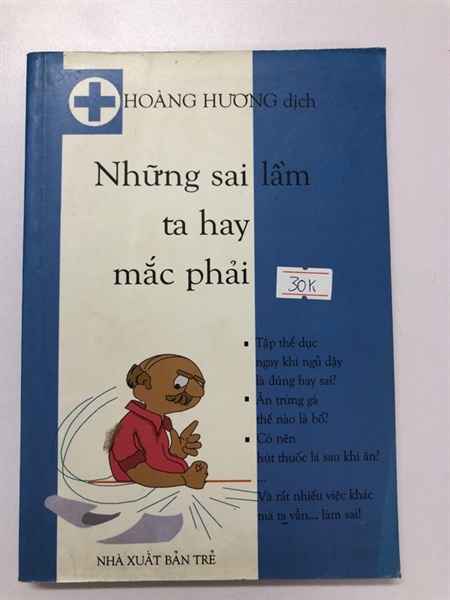 HOÀNG HƯƠNG dịch
Những sai lầm
ta hay
mắc phải
30K
Tập thể dục
ngay khi ngủ dậy
là đúng hay sai?
Ăn trứng gà
thế nào là bổ?
Có nên
hút thuốc lá sau khi ăn?
...
Và rất nhiều việc khác
mà ta vẫn... làm sai!
NHÀ XUẤT BẢN TRẺ